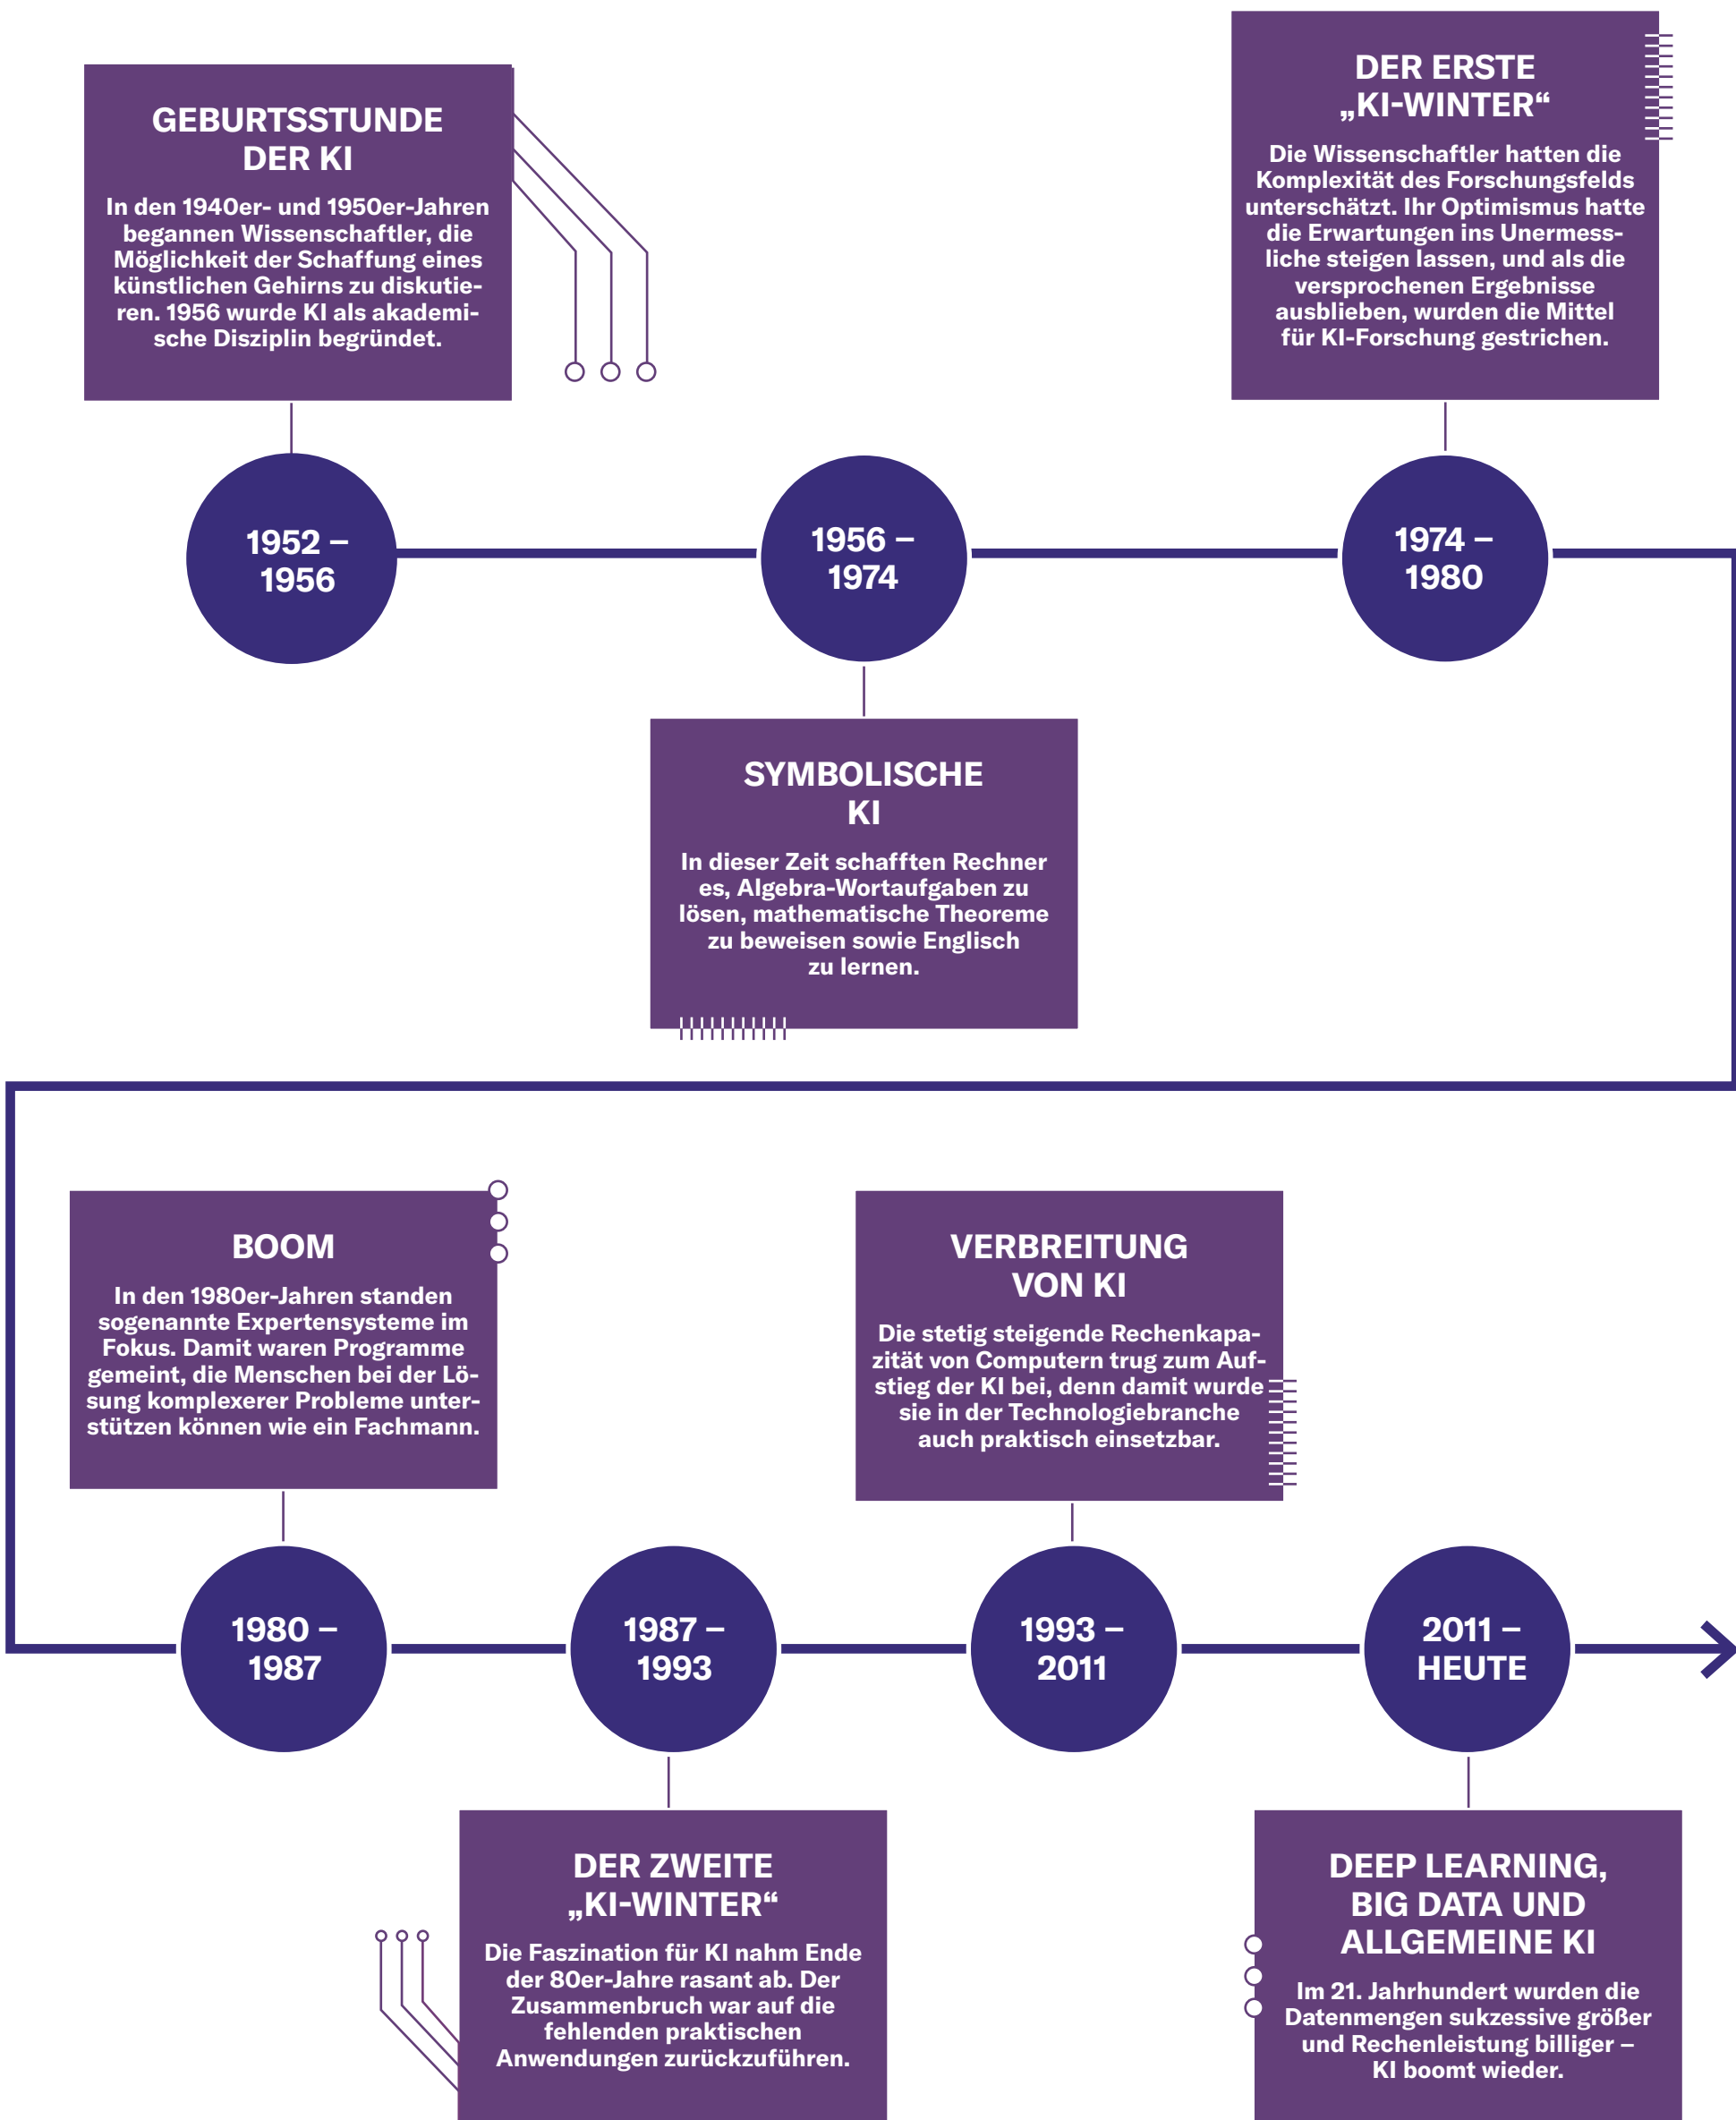 GEBURTSSTUNDE
DER KI
In den 1940er- und 1950er-Jahren
begannen Wissenschaftler, die
Möglichkeit der Schaffung eines
künstlichen Gehirns zu diskutie-
ren. 1956 wurde KI als akademi-
sche Disziplin begründet.
1952 –
1956
1956 –
1974
SYMBOLISCHE
KI
In dieser Zeit schafften Rechner
es, Algebra-Wortaufgaben zu
lösen, mathematische Theoreme
zu beweisen sowie Englisch
zu lernen.
DER ERSTE
„KI-WINTER“
Die Wissenschaftler hatten die
Komplexität des Forschungsfelds
unterschätzt. Ihr Optimismus hatte
die Erwartungen ins Unermess-
liche steigen lassen, und als die
versprochenen Ergebnisse
ausblieben, wurden die Mittel
für KI-Forschung gestrichen.
1974 –
1980
BOOM
In den 1980er-Jahren standen
sogenannte Expertensysteme im
Fokus. Damit waren Programme
gemeint, die Menschen bei der Lö-
sung komplexerer Probleme unter-
stützen können wie ein Fachmann.
1980 –
1987
1987 –
1993
DER ZWEITE
„KI-WINTER“
Die Faszination für KI nahm Ende
der 80er-Jahre rasant ab. Der
Zusammenbruch war auf die
fehlenden praktischen
Anwendungen zurückzuführen.
VERBREITUNG
VON KI
Die stetig steigende Rechenkapa-
zität von Computern trug zum Auf-
stieg der KI bei, denn damit wurde
sie in der Technologiebranche
auch praktisch einsetzbar.
1993 –
2011
2011 –
HEUTE
DEEP LEARNING,
BIG DATA UND
ALLGEMEINE KI
Im 21. Jahrhundert wurden die
Datenmengen sukzessive größer
und Rechenleistung billiger –
KI boomt wieder.